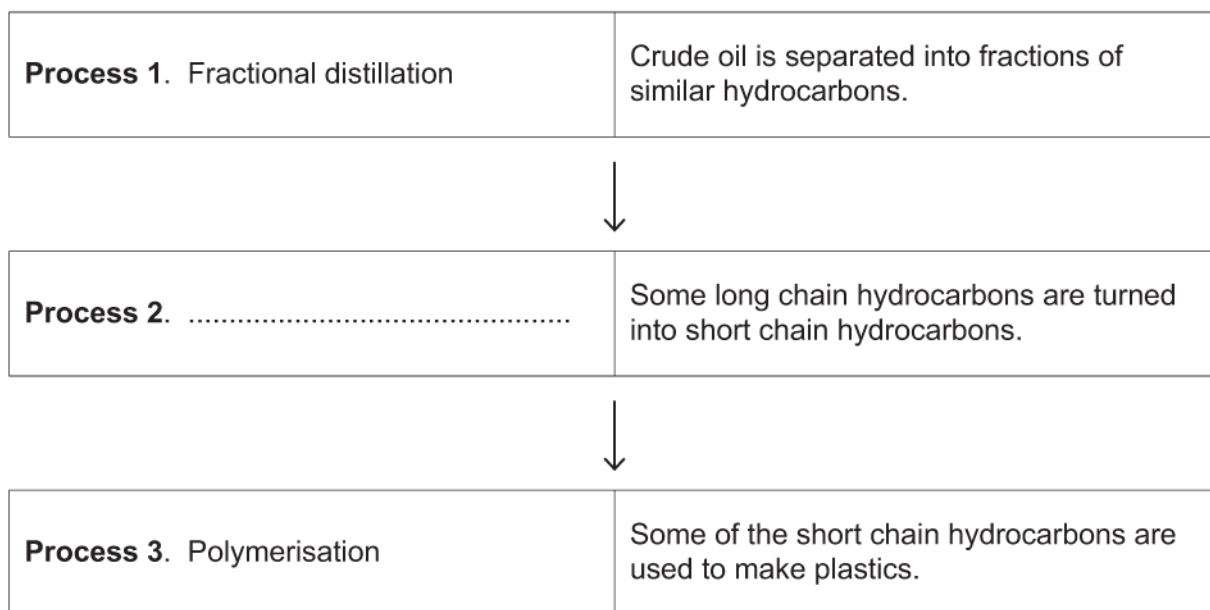 Process 1. Fractional distillation
Crude oil is separated into fractions of
similar hydrocarbons.
Process 2. ..............................................
Some long chain hydrocarbons are turned
into short chain hydrocarbons.
Process 3. Polymerisation
Some of the short chain hydrocarbons are
used to make plastics.